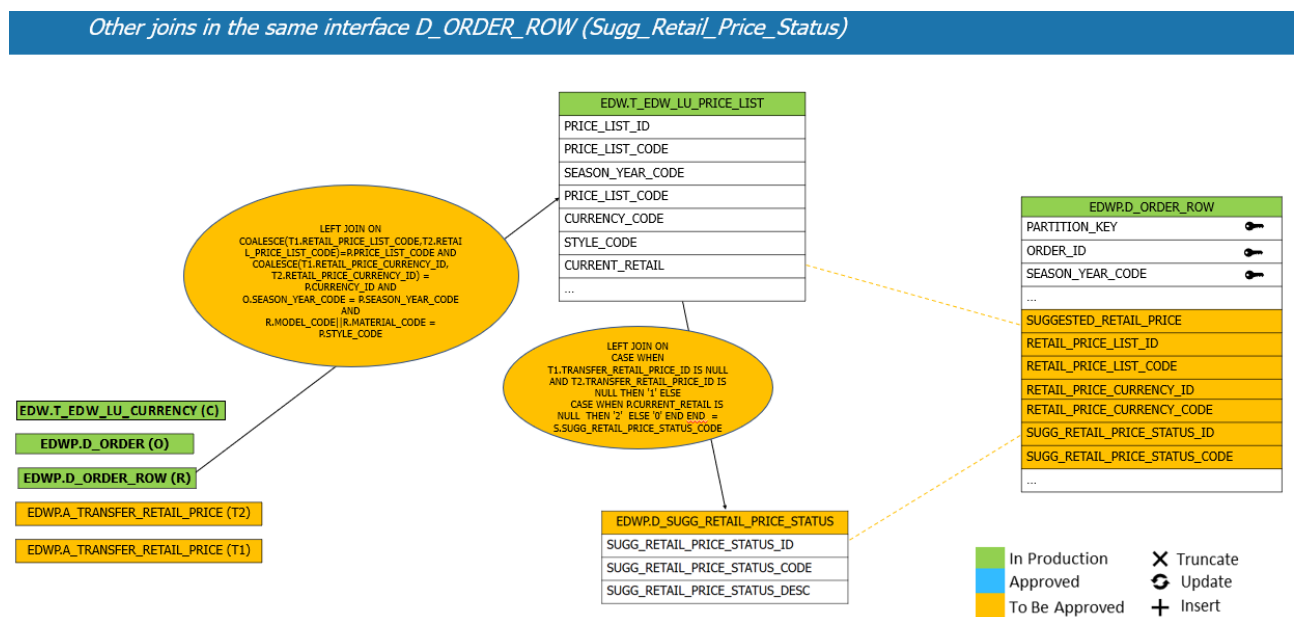 Other joins in the same interface D_ORDER_ROW (Sugg_Retail_Price_Status)
EDW.T_EDW_LU_PRICE_LIST
PRICE_LIST_ID
PRICE_LIST_CODE
SEASON_YEAR_CODE
PRICE_LIST_CODE
CURRENCY_CODE
STYLE_CODE
CURRENT_RETAIL
...
LEFT JOIN ON
COALESCE(T1.RETAIL_PRICE_LIST_CODE,T2.RETAI
L_PRICE_LIST_CODE)=P.PRICE_LIST_CODE AND
COALESCE(T1.RETAIL_PRICE_CURRENCY_ID,
T2.RETAIL_PRICE_CURRENCY_ID) =
P.CURRENCY_ID AND
O.SEASON_YEAR_CODE = P.SEASON_YEAR_CODE
AND
R.MODEL_CODE||R.MATERIAL_CODE =
P.STYLE_CODE
EDWP.D_ORDER_ROW
PARTITION_KEY
ORDER_ID
SEASON_YEAR_CODE
...
SUGGESTED_RETAIL_PRICE
RETAIL_PRICE_LIST_ID
RETAIL_PRICE_LIST_CODE
RETAIL_PRICE_CURRENCY_ID
RETAIL_PRICE_CURRENCY_CODE
SUGG_RETAIL_PRICE_STATUS_ID
SUGG_RETAIL_PRICE_STATUS_CODE
...
LEFT JOIN ON
CASE WHEN
T1.TRANSFER_RETAIL_PRICE_ID IS NULL
AND T2.TRANSFER_RETAIL_PRICE_ID IS
NULL THEN '1' ELSE
CASE WHEN P.CURRENT_RETAIL IS
NULL THEN '2' ELSE '0' END END =
S.SUGG_RETAIL_PRICE_STATUS_CODE
EDW.T_EDW_LU_CURRENCY (C)
EDWP.D_ORDER (O)
EDWP.D_ORDER_ROW (R)
EDWP.A_TRANSFER_RETAIL_PRICE (T2)
EDWP.A_TRANSFER_RETAIL_PRICE (T1)
EDWP.D_SUGG_RETAIL_PRICE_STATUS
SUGG_RETAIL_PRICE_STATUS_ID
SUGG_RETAIL_PRICE_STATUS_CODE
SUGG_RETAIL_PRICE_STATUS_DESC
In Production
Approved
To Be Approved
Truncate
Update
Insert